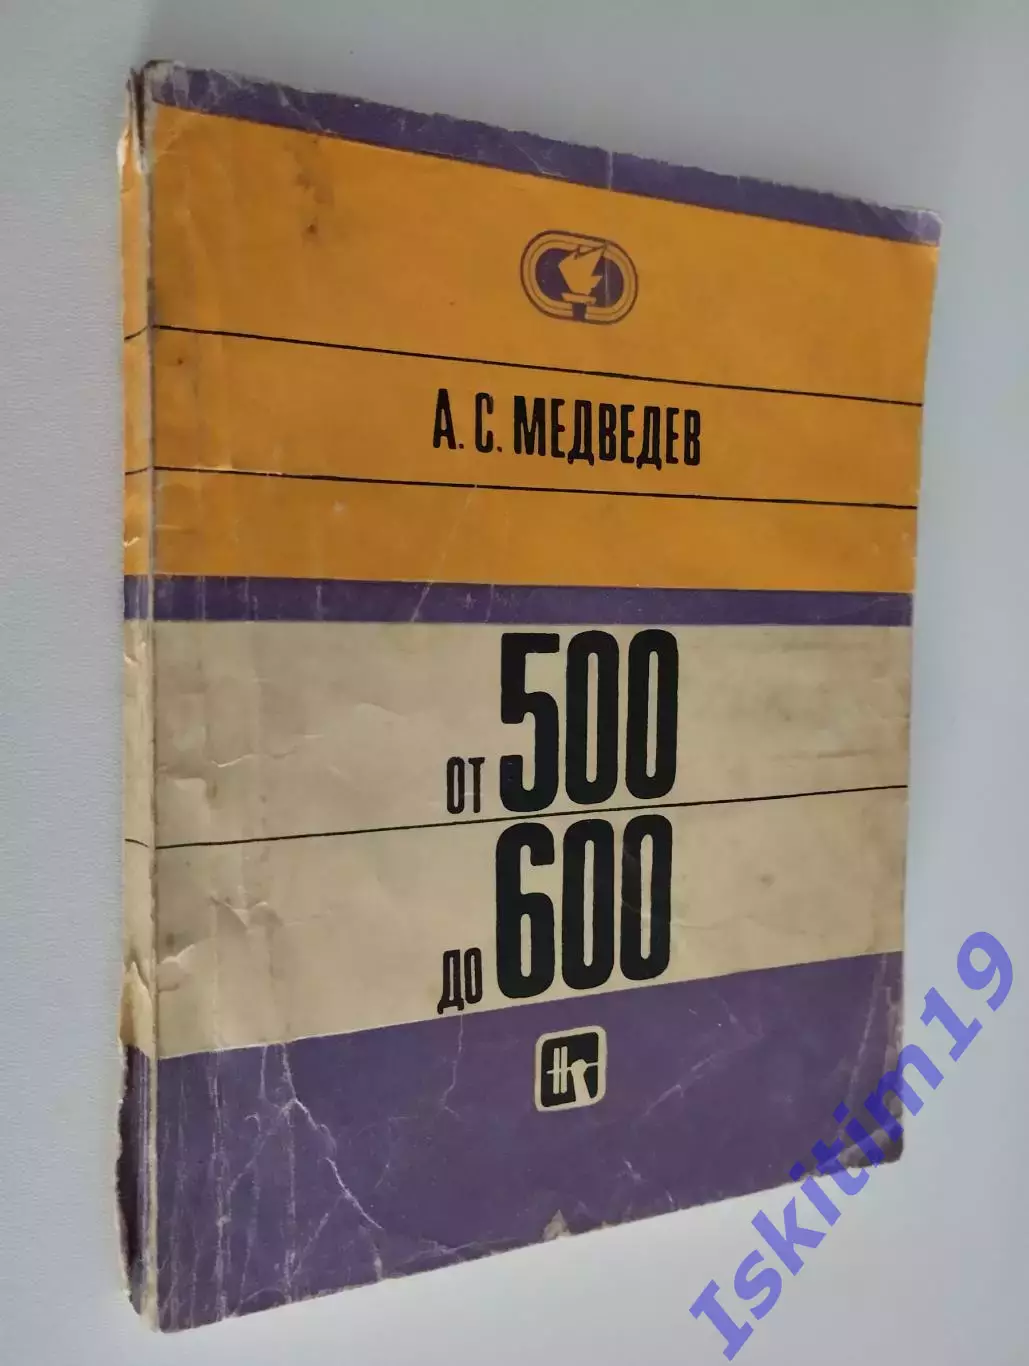 А. С. МЕДВЕДЕВ
от 500
до 600
Iskitim19